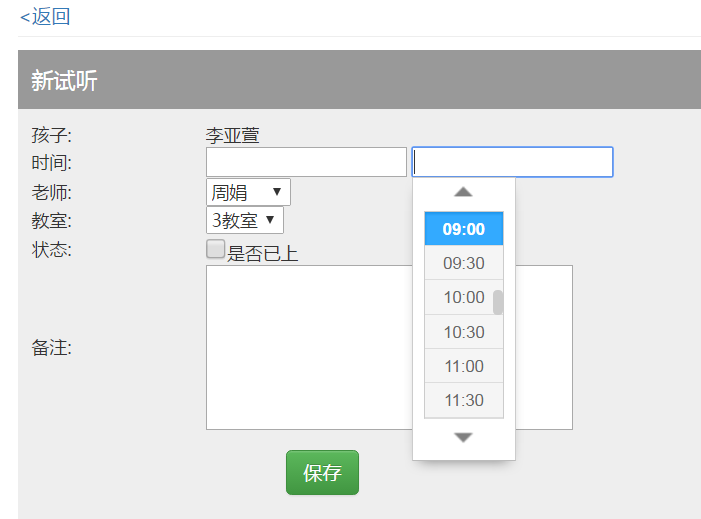 <返回
新试听
孩子: 李亚萱
时间:
老师: 周娟
教室: 3教室
状态: 是否已上
备注:
09:00
09:30
10:00
10:30
11:00
11:30
保存